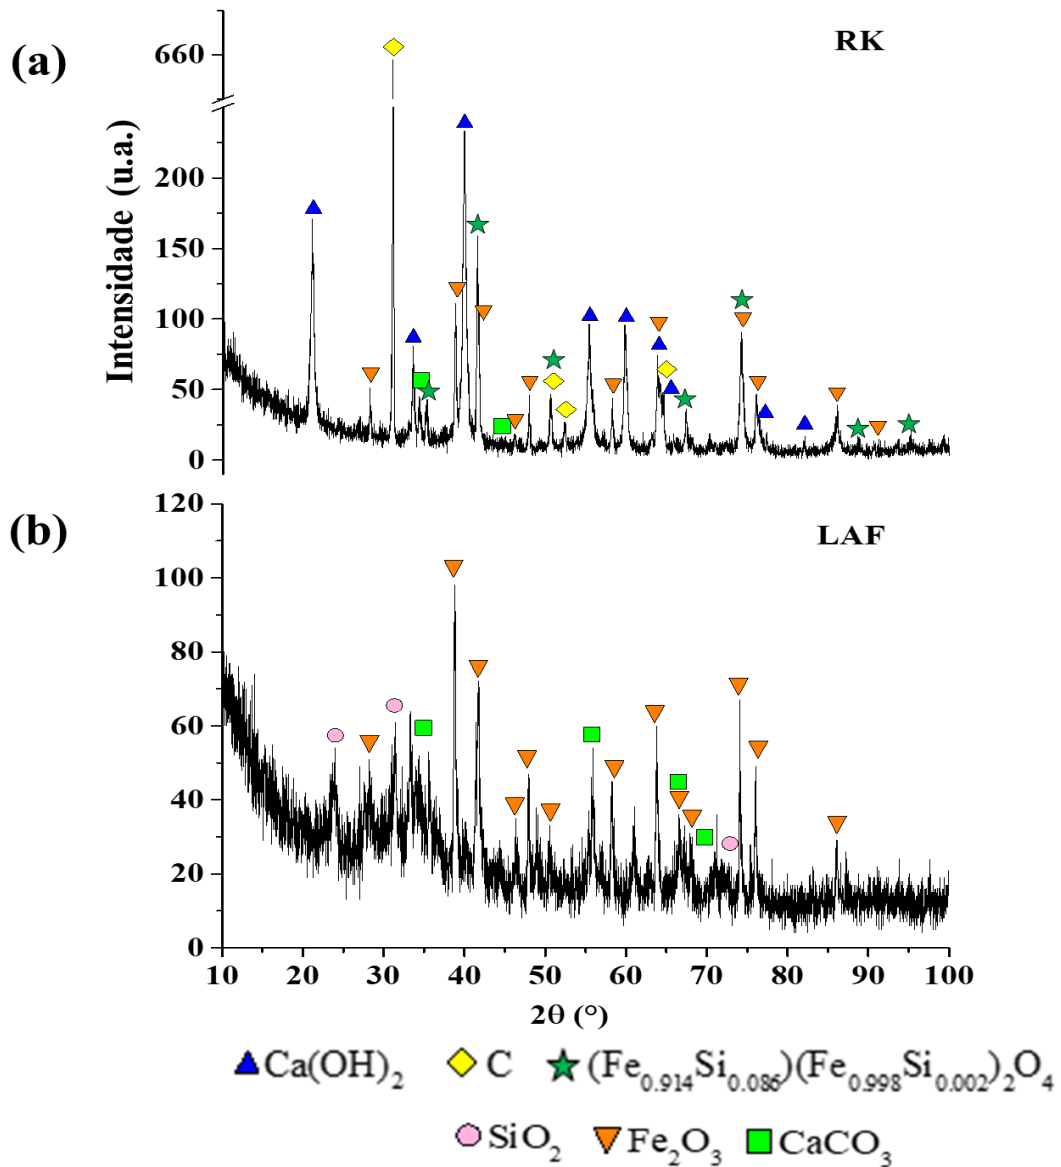 (a)
RK
Intensidade (u.a.)
660
200
150
100
50
0
(b)
LAF
120
100
80
60
40
20
0
10 20 30 40 50 60 70 80 90 100
2θ (°)
Ca(OH)₂ C (Fe₀.₉₁₄Si₀.₀₈₆)(Fe₀.₉₉₈Si₀.₀₀₂)₂O₄
SiO₂ Fe₂O₃ CaCO₃